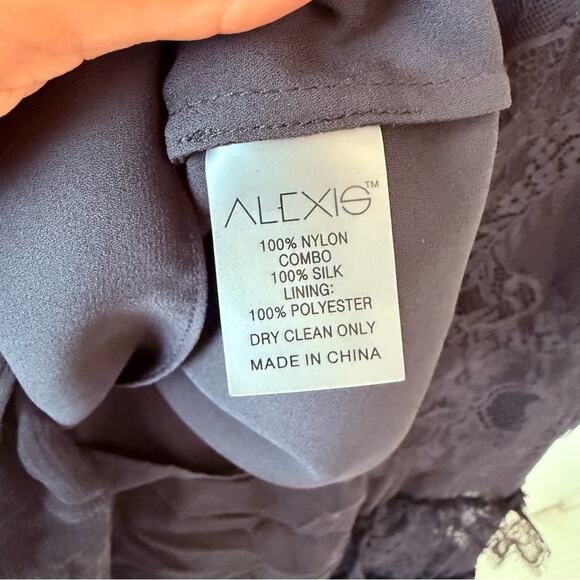 ALEXIS™
100% NYLON
COMBO
100% SILK
LINING:
100% POLYESTER
DRY CLEAN ONLY
MADE IN CHINA